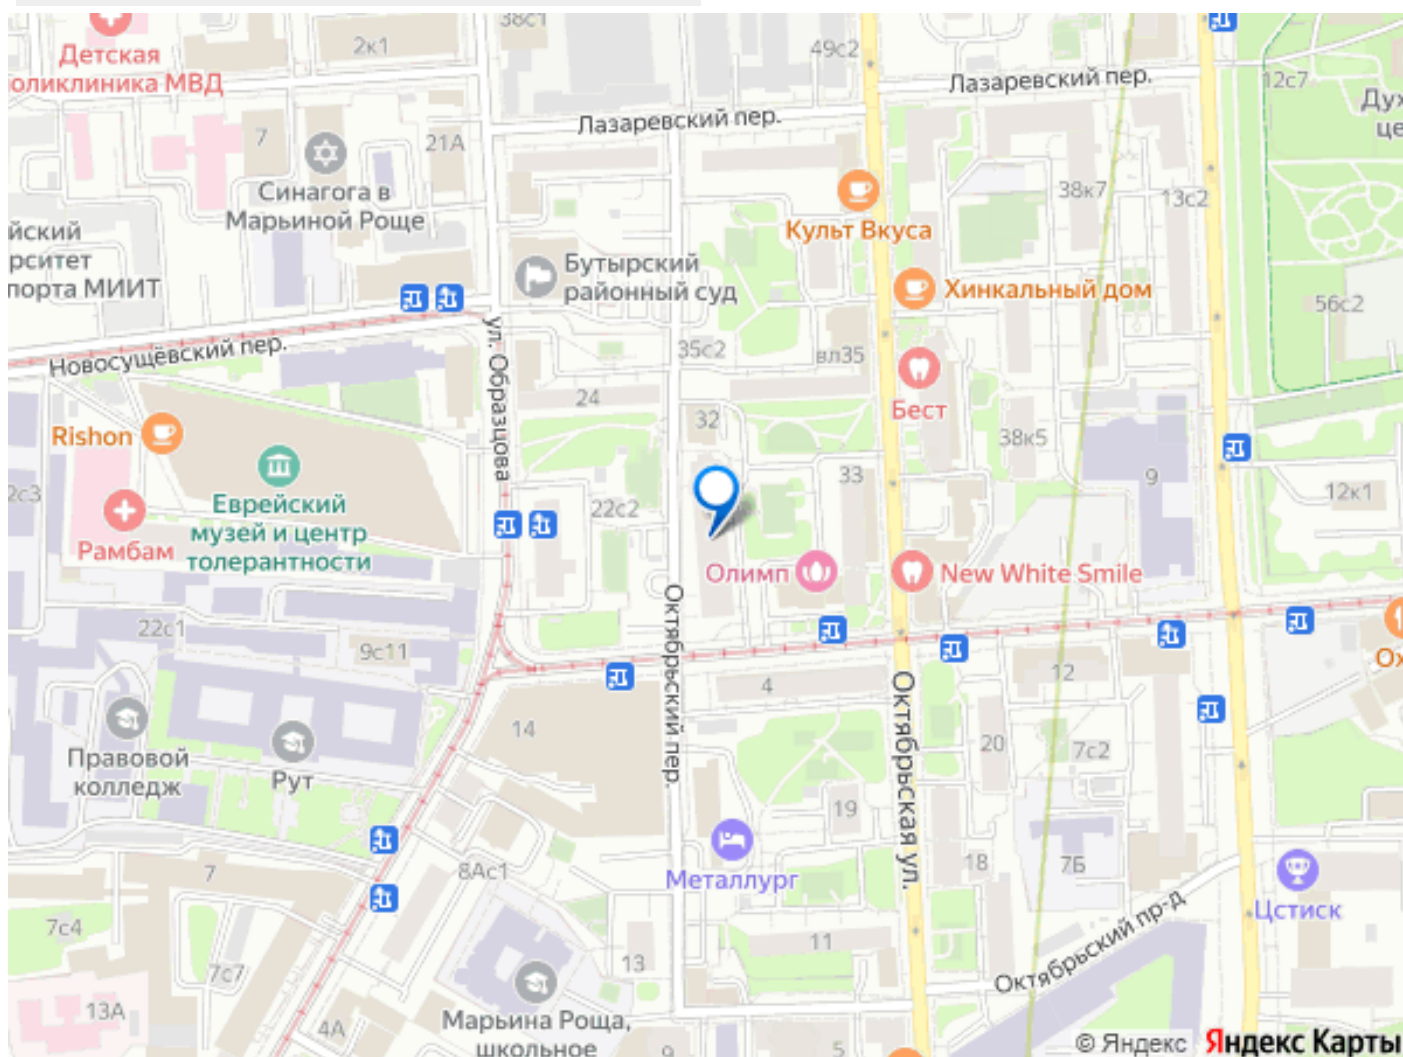 38с1
Детская
оликлиника МВД
2к1
49с2
Лазаревский пер.
12с7
Дух
це
Лазаревский пер.
7
21А
Синагога в
Марьиной Роще
38к7
13с2
йский
рситет
порта МИИТ
Культ Вкуса
Бутырский
районный суд
Хинкальный дом
56с2
Новосущёвский пер.
ул. Образцова
35с2
вл35
Бест
24
32
38к5
Rishon
2с3
Еврейский
музей и центр
толерантности
Рамбам
22с2
33
9
12к1
Олимп
New White Smile
Октябрьский пер.
22с1
9с11
4
12
Ох
Октябрьская ул.
14
20
7с2
Правовой
колледж
Рут
19
Металлург
18
7Б
8Ас1
7
Цстиск
7с4
7с7
13
11
Октябрьский пр-д
13А
4А
Марьина Роща,
школьное
9
5
© Яндекс Яндекс Карты